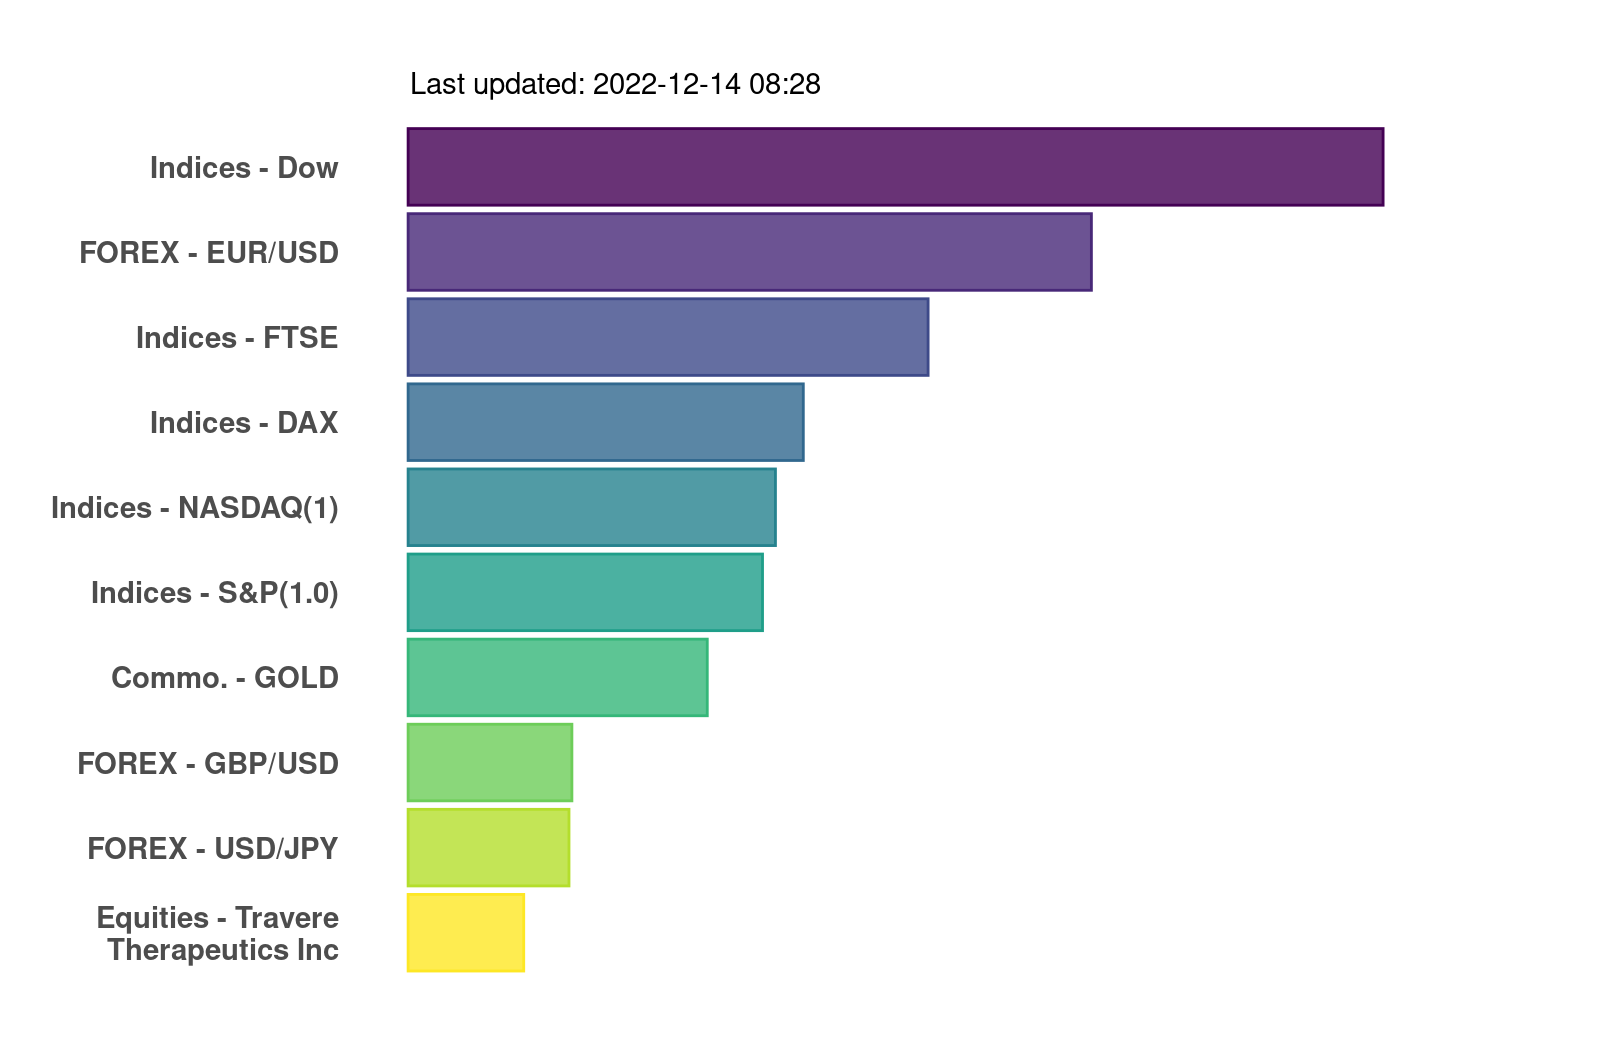 Last updated: 2022-12-14 08:28
Indices - Dow
FOREX - EUR/USD
Indices - FTSE
Indices - DAX
Indices - NASDAQ(1)
Indices - S&P(1.0)
Commo. - GOLD
FOREX - GBP/USD
FOREX - USD/JPY
Equities - Travere
Therapeutics Inc